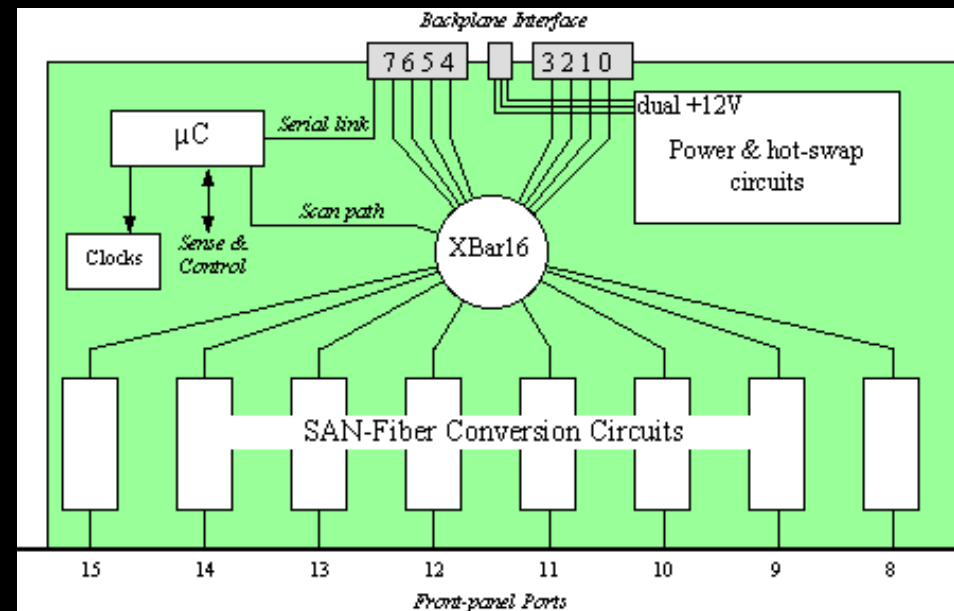 Backplane Interface
7 6 5 4
3 2 1 0
dual +12V
µC
Serial link
Power & hot-swap
circuits
Scan path
Clocks
Sense &
Control
XBar16
SAN-Fiber Conversion Circuits
15 14 13 12 11 10 9 8
Front-panel Ports